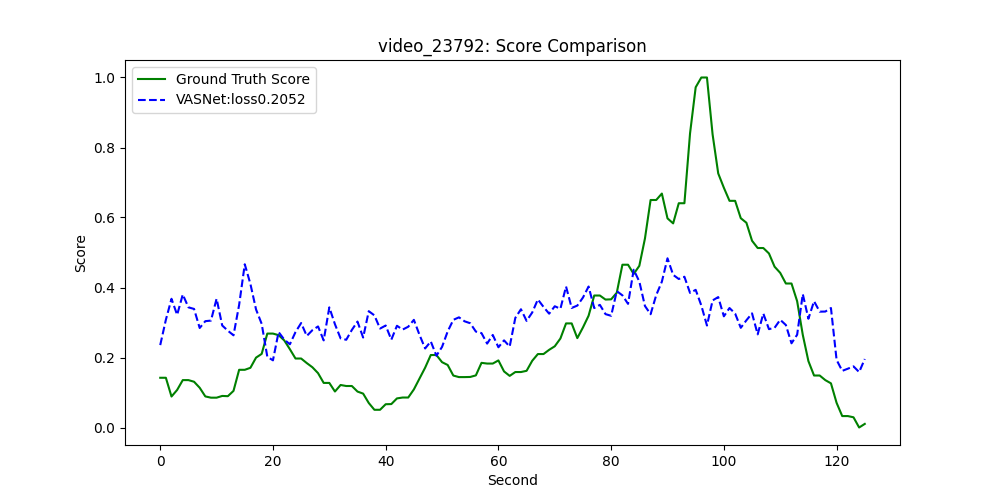 video_23792: Score Comparison
Ground Truth Score
VASNet:loss0.2052
1.0
0.8
0.6
0.4
0.2
0.0
Score
0 20 40 60 80 100 120
Second